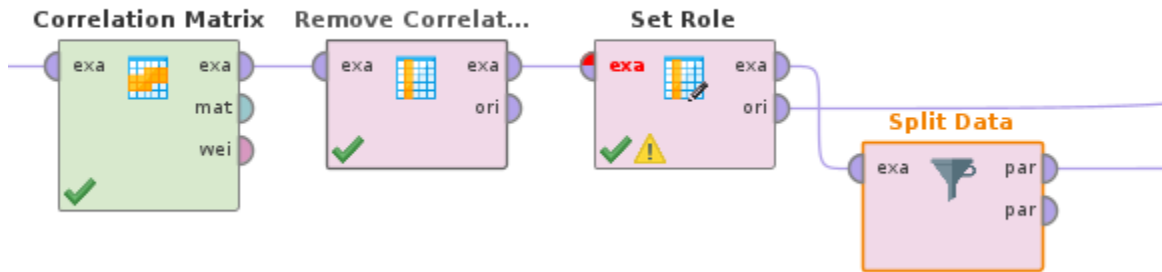 Correlation Matrix
Remove Correlat...
Set Role
exa
exa
mat
wei
exa
exa
ori
exa
exa
ori
Split Data
exa
par
par